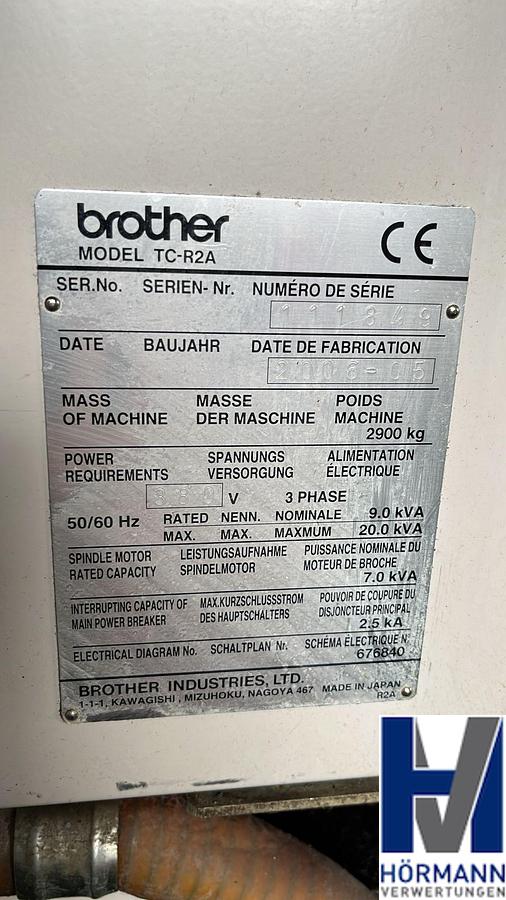 brother
MODEL TC-R2A
CE
SER.No. SERIEN- Nr. NUMÉRO DE SÉRIE
111849
DATE BAUJAHR DATE DE FABRICATION
2006-05
MASS MASSE POIDS
OF MACHINE DER MASCHINE MACHINE
2900 kg
POWER SPANNUNGS ALIMENTATION
REQUIREMENTS VERSORGUNG ÉLECTRIQUE
380 V 3 PHASE
50/60 Hz RATED NENN. NOMINALE 9.0 kVA
MAX. MAX. MAXMUM 20.0 kVA
SPINDLE MOTOR LEISTUNGSAUFNAHME PUISSANCE NOMINALE DU
RATED CAPACITY SPINDELMOTOR MOTEUR DE BROCHE
7.0 kVA
INTERRUPTING CAPACITY OF MAX.KURZSCHLUSSSTROM POUVOIR DE COUPURE DU
MAIN POWER BREAKER DES HAUPTSCHALTERS DISJONCTEUR PRINCIPAL
2.5 kA
ELECTRICAL DIAGRAM No. SCHALTPLAN Nr. SCHÉMA ÉLECTRIQUE N°
676840
BROTHER INDUSTRIES, LTD.
1-1-1, KAWAGISHI, MIZUHOKU, NAGOYA 467 MADE IN JAPAN
R2A
HÖRMANN
VERWERTUNGEN